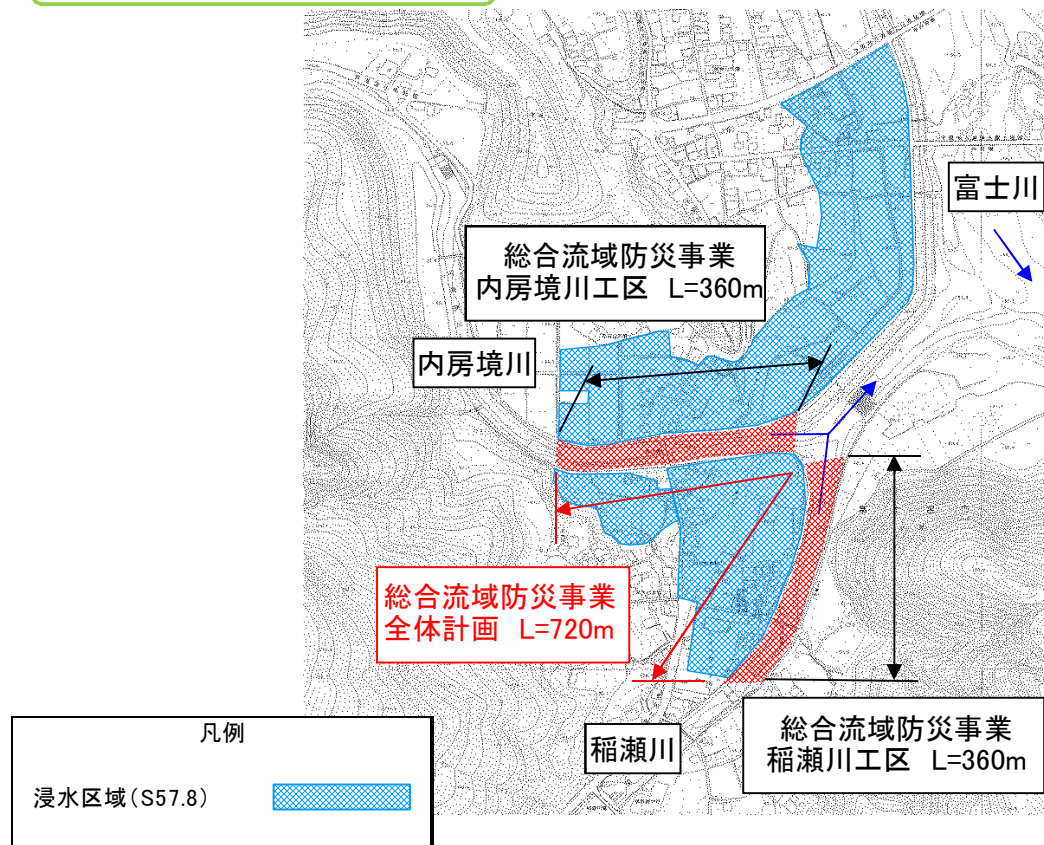 富士川
総合流域防災事業
内房境川工区 L=360m
内房境川
総合流域防災事業
全体計画 L=720m
稲瀬川
総合流域防災事業
稲瀬川工区 L=360m
凡例
浸水区域(S57.8)